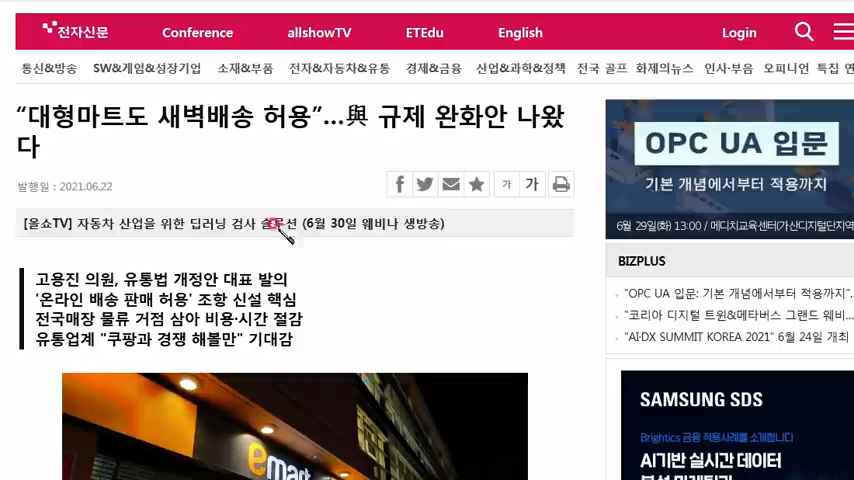 전자신문
Conference
allshowTV
ETEdu
English
Login
통신&방송 SW&게임&성장기업 소재&부품 전자&자동차&유통 경제&금융 산업&과학&정책 전국 골프 화제의뉴스 인사·부음 오피니언 특집
“대형마트도 새벽배송 허용”…與 규제 완화안 나왔
다
발행일 : 2021.06.22
가 가
[올쇼TV] 자동차 산업을 위한 딥러닝 검사 솔루션 (6월 30일 웨비나 생방송)
고용진 의원, 유통법 개정안 대표 발의
'온라인 배송 판매 허용' 조항 신설 핵심
전국매장 물류 거점 삼아 비용·시간 절감
유통업계 "쿠팡과 경쟁 해볼만" 기대감
emart
OPC UA 입문
기본 개념에서부터 적용까지
6월 29일(화) 13:00 / 메디치교육센터(가산디지털단지역
BIZPLUS
"OPC UA 입문: 기본 개념에서부터 적용까지"..
"코리아 디지털 트윈&메타버스 그랜드 웨비...
"AI·DX SUMMIT KOREA 2021" 6월 24일 개최
SAMSUNG SDS
Brightics 금융 적용사례를 소개합니다!
AI기반 실시간 데이터